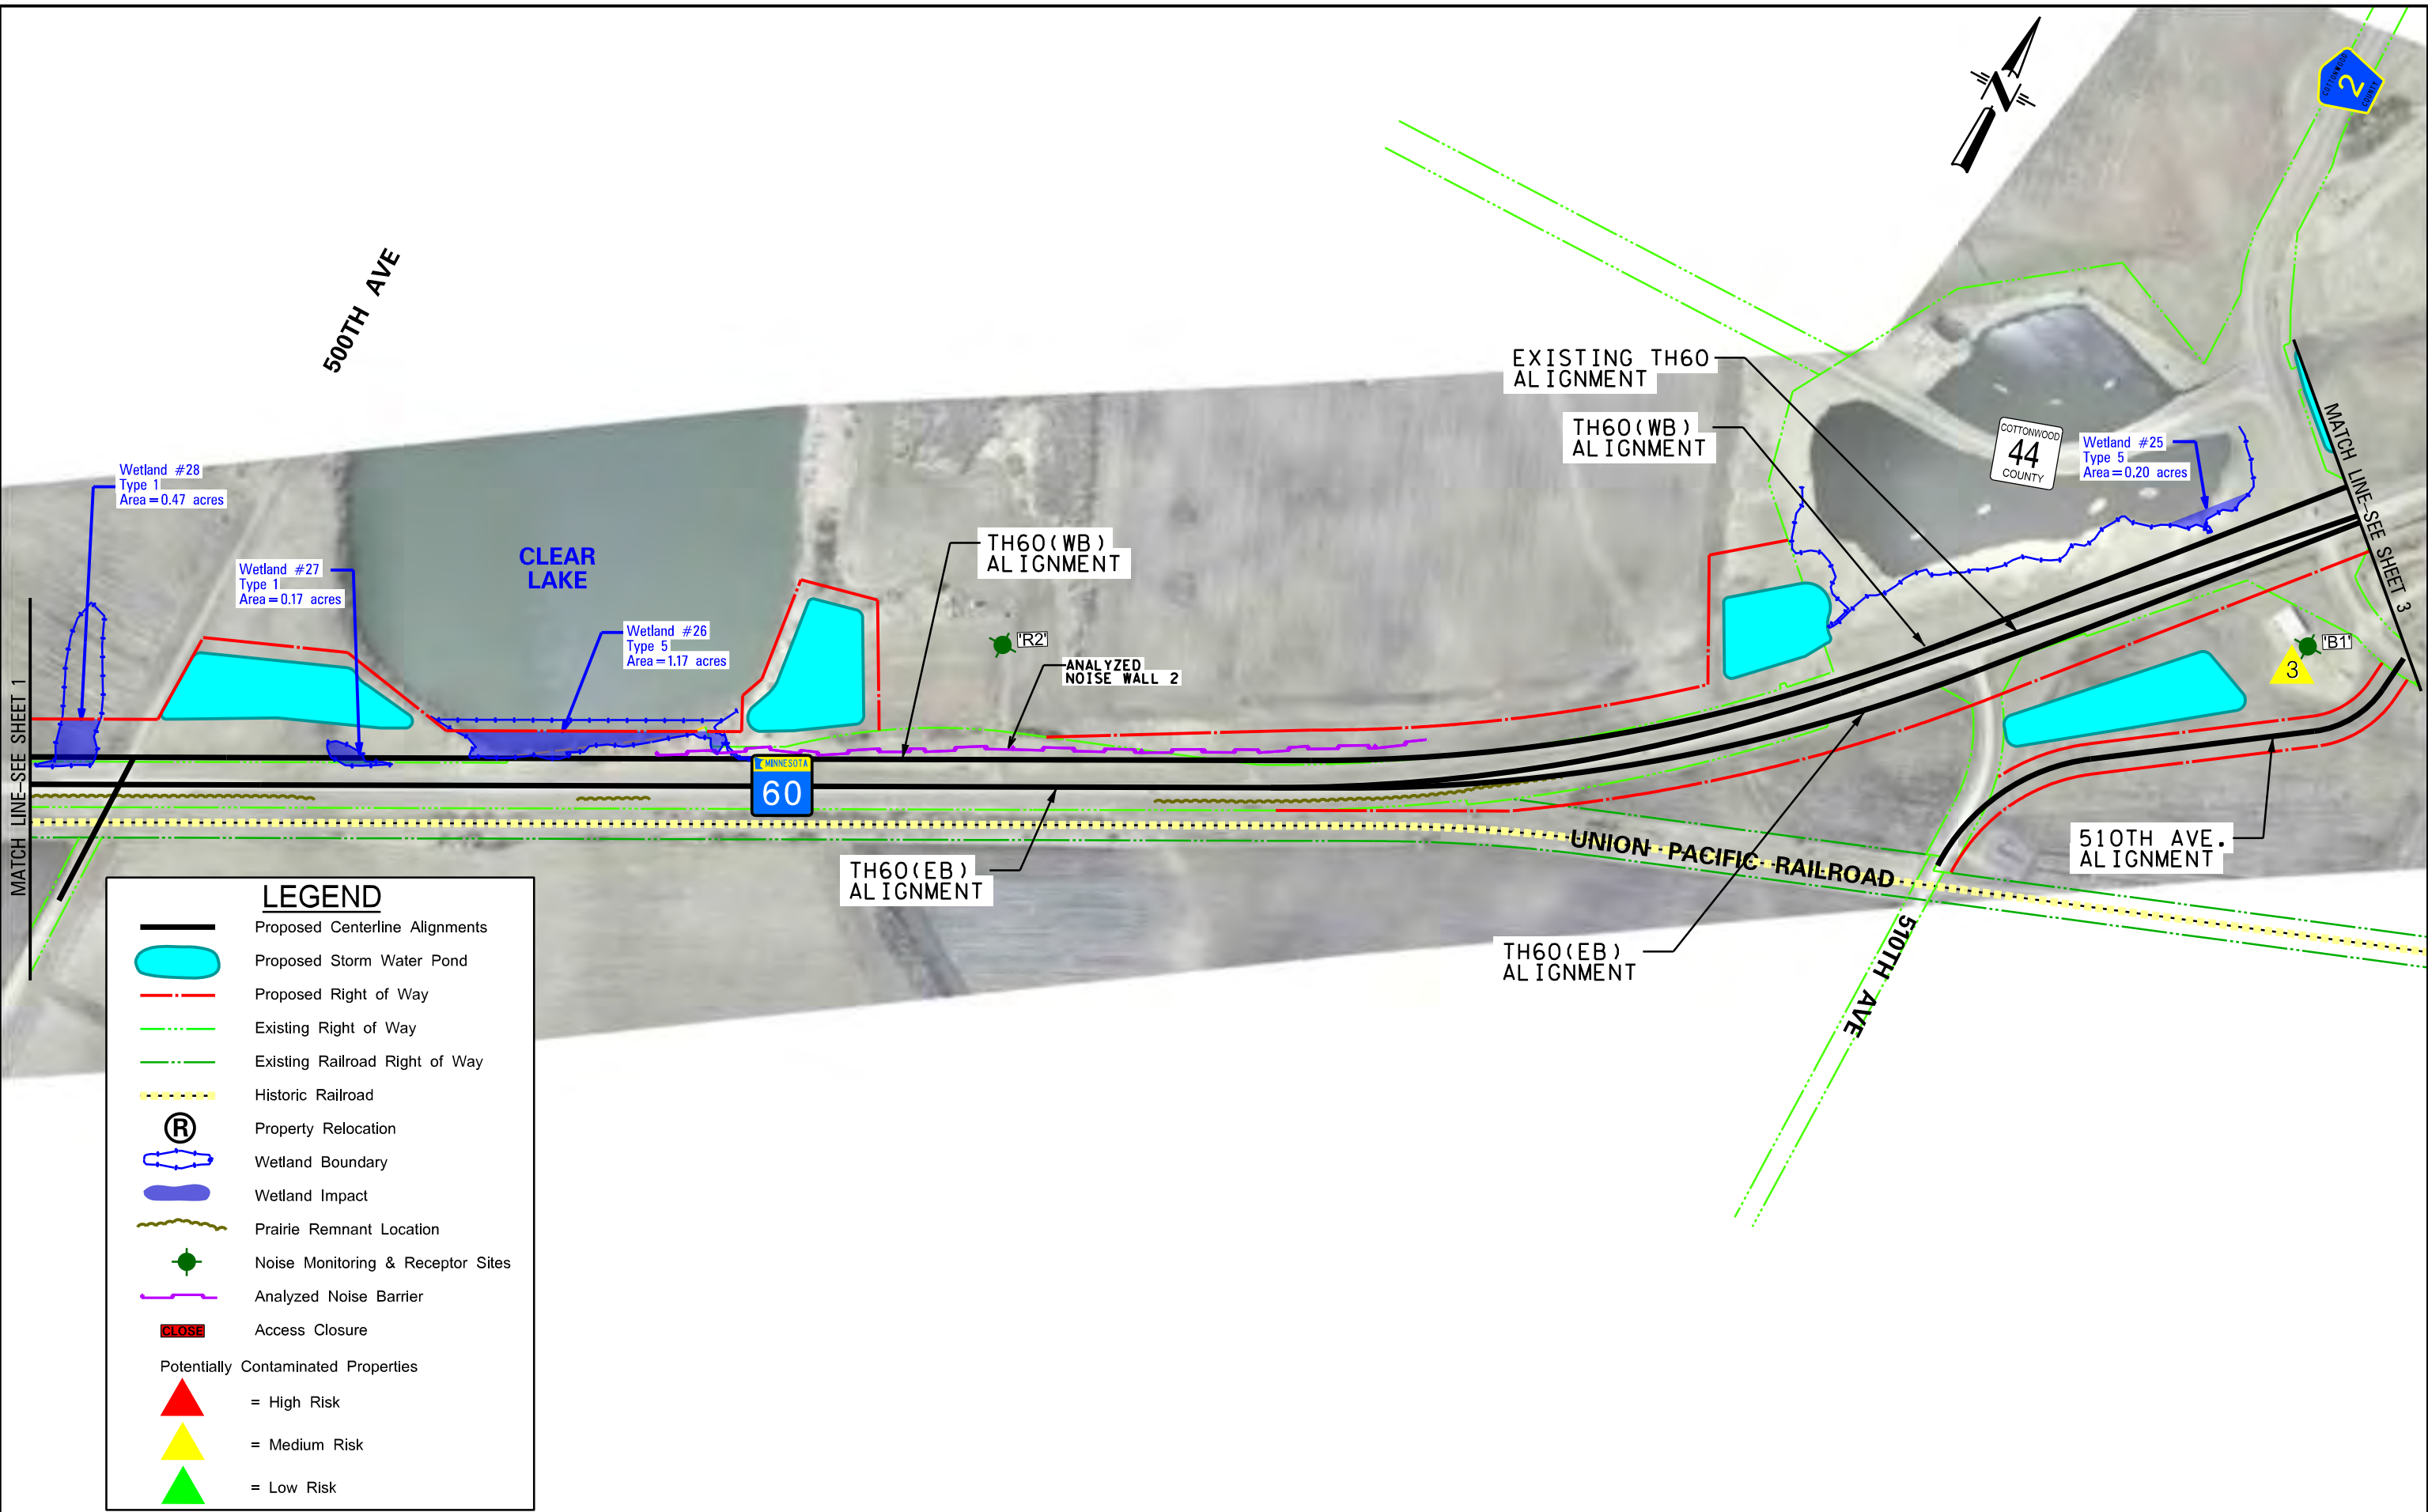 N
COTTONWOOD
2
COUNTY
500TH AVE
EXISTING TH60
ALIGNMENT
TH60(WB)
ALIGNMENT
COTTONWOOD
44
COUNTY
Wetland #25
Type 5
Area=0.20 acres
MATCH LINE-SEE SHEET 3
Wetland #28
Type 1
Area=0.47 acres
Wetland #27
Type 1
Area=0.17 acres
CLEAR
LAKE
TH60(WB)
ALIGNMENT
Wetland #26
Type 5
Area=1.17 acres
'R2'
ANALYZED
NOISE WALL 2
'B1'
3
MATCH LINE-SEE SHEET 1
MINNESOTA
60
TH60(EB)
ALIGNMENT
UNION PACIFIC RAILROAD
510TH AVE.
ALIGNMENT
TH60(EB)
ALIGNMENT
510TH AVE
LEGEND
Proposed Centerline Alignments
Proposed Storm Water Pond
Proposed Right of Way
Existing Right of Way
Existing Railroad Right of Way
Historic Railroad
R Property Relocation
Wetland Boundary
Wetland Impact
Prairie Remnant Location
Noise Monitoring & Receptor Sites
Analyzed Noise Barrier
CLOSE Access Closure
Potentially Contaminated Properties
= High Risk
= Medium Risk
= Low Risk